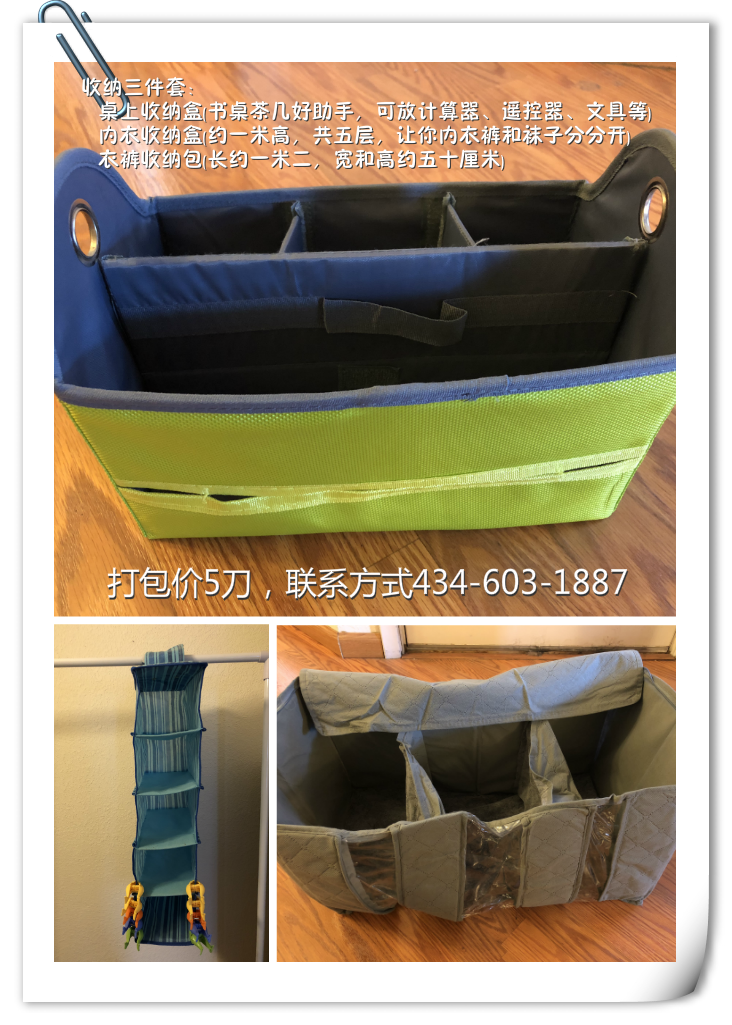 收纳三件套：
桌上收纳盒(书桌茶几好助手，可放计算器、遥控器、文具等)
内衣收纳盒(约一米高，共五层，让你内衣裤和袜子分分开)
衣裤收纳包(长约一米二，宽和高约五十厘米)
打包价5刀，联系方式434-603-1887